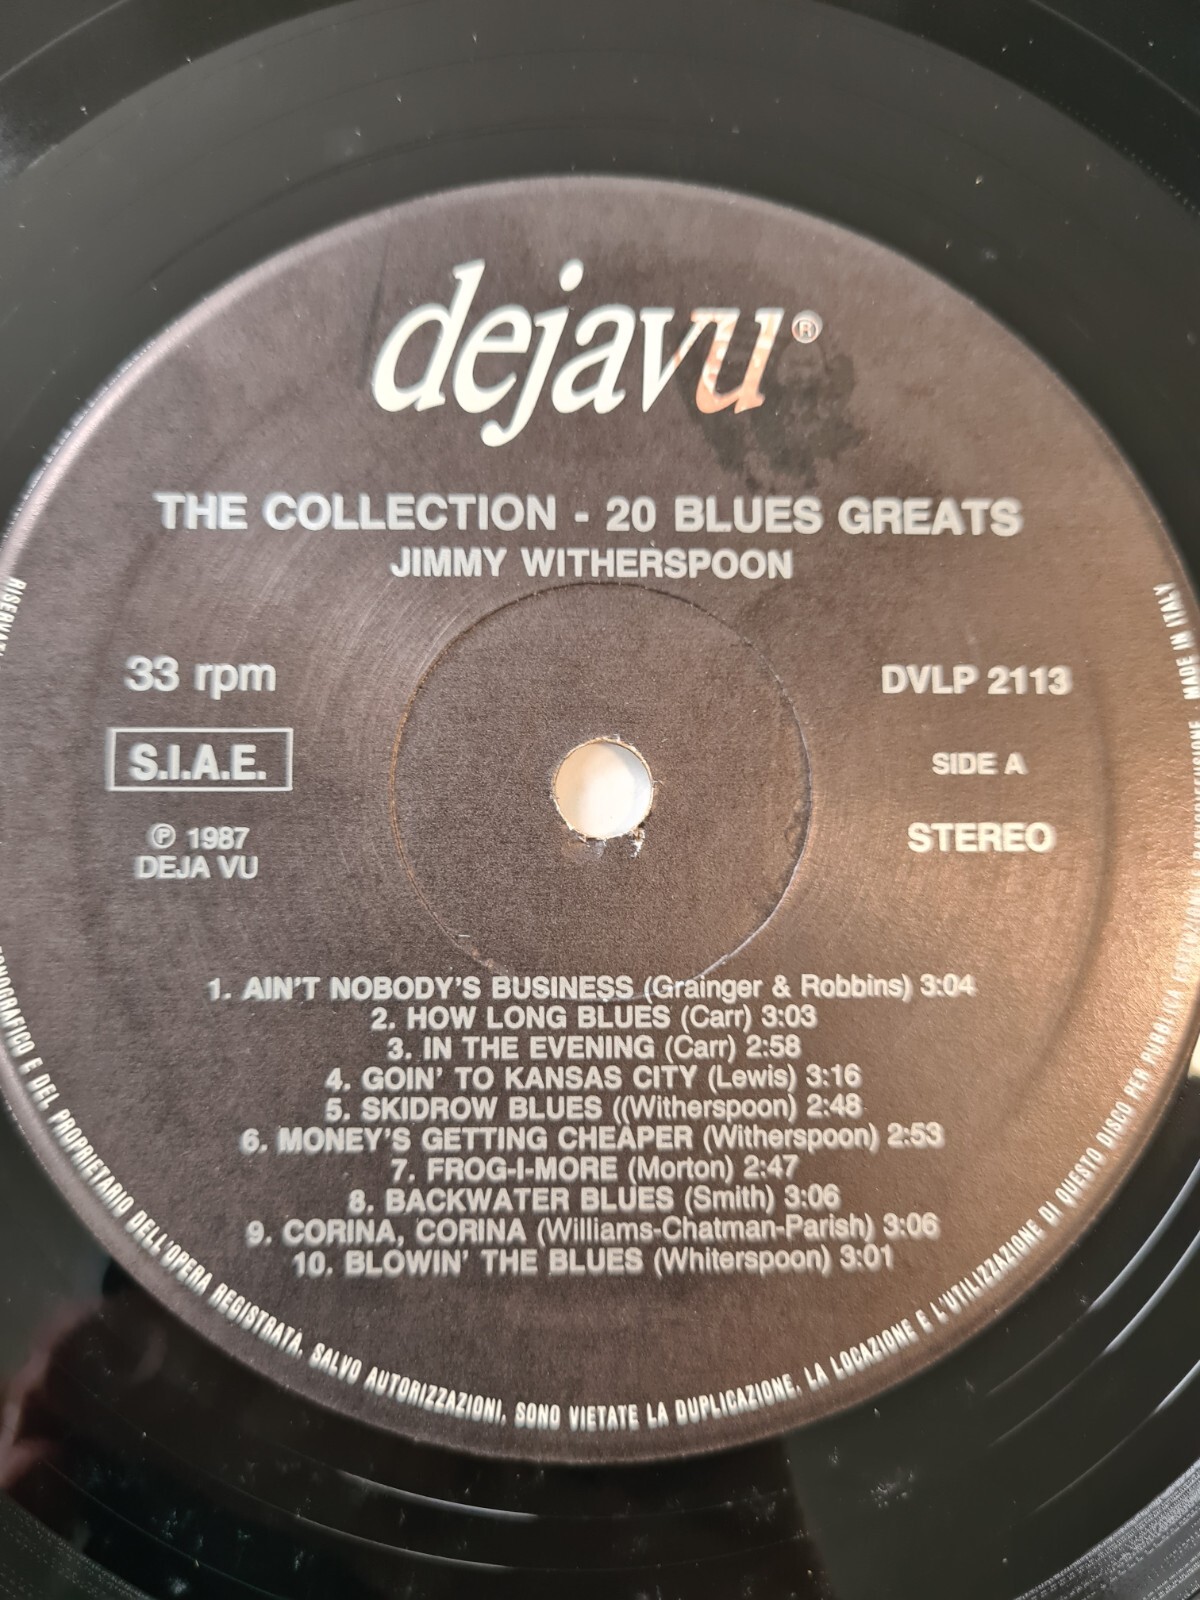 dejavu®
THE COLLECTION - 20 BLUES GREATS
JIMMY WITHERSPOON
33 rpm
S.I.A.E.
℗ 1987
DEJA VU
DVLP 2113
SIDE A
STEREO
1. AIN'T NOBODY'S BUSINESS (Grainger & Robbins) 3:04
2. HOW LONG BLUES (Carr) 3:03
3. IN THE EVENING (Carr) 2:58
4. GOIN' TO KANSAS CITY (Lewis) 3:16
5. SKIDROW BLUES ((Witherspoon) 2:48
6. MONEY'S GETTING CHEAPER (Witherspoon) 2:53
7. FROG-I-MORE (Morton) 2:47
8. BACKWATER BLUES (Smith) 3:06
9. CORINA, CORINA (Williams-Chatman-Parish) 3:06
10. BLOWIN' THE BLUES (Whiterspoon) 3:01
E DEL PROPRIETARIO DELL'OPERA REGISTRATA. SALVO AUTORIZZAZIONI, SONO VIETATE LA DUPLICAZIONE, LA LOCAZIONE E L'UTILIZZAZIONE DI QUESTO DISCO PER PUBBLICA
MADE IN ITALY